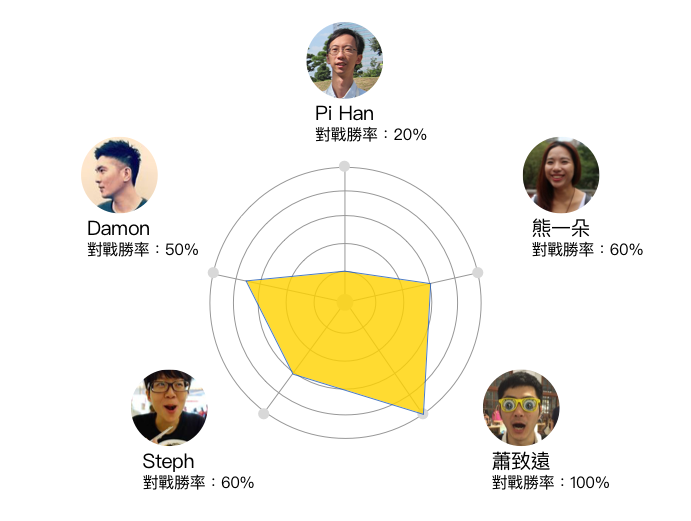 Pi Han
對戰勝率：20%
Damon
對戰勝率：50%
熊一朵
對戰勝率：60%
Steph
對戰勝率：60%
蕭致遠
對戰勝率：100%